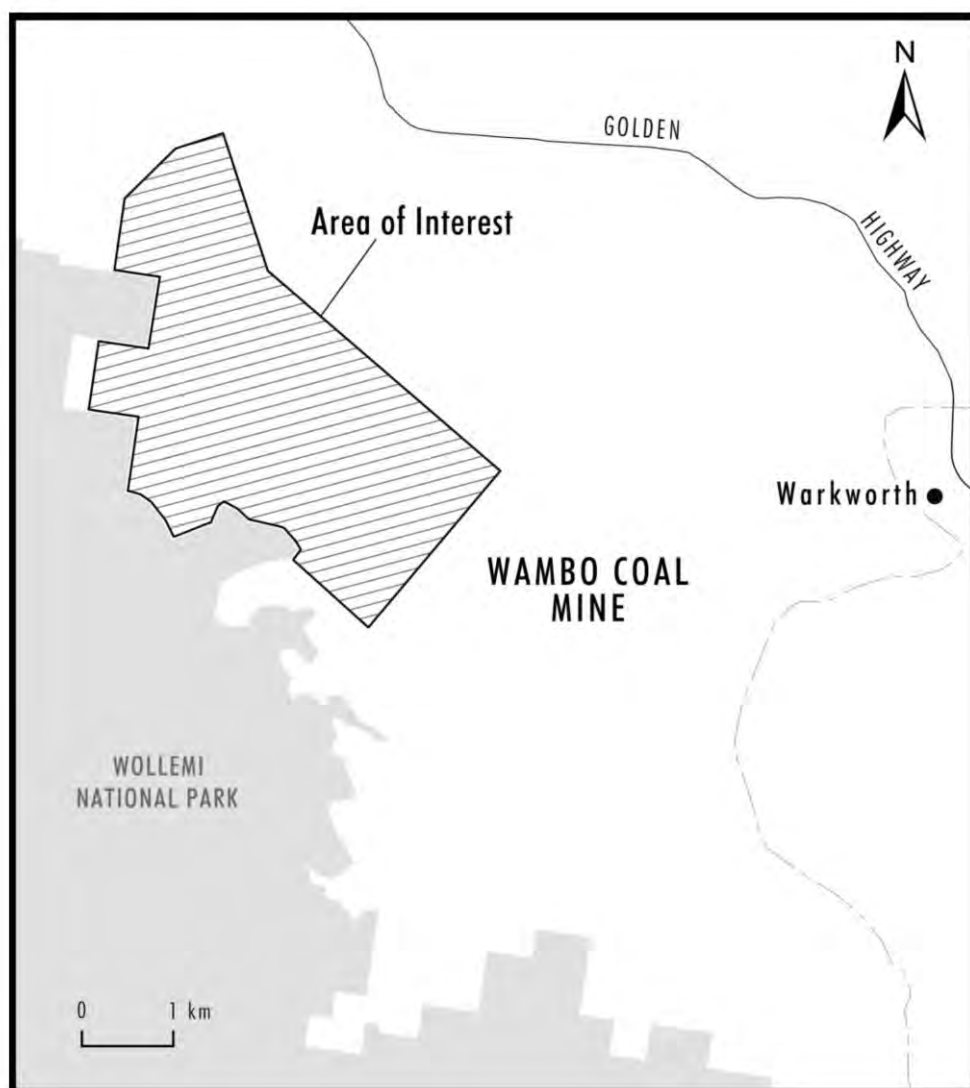 N
GOLDEN
HIGHWAY
Area of Interest
Warkworth
WAMBO COAL
MINE
WOLLEMI
NATIONAL PARK
0 1 km